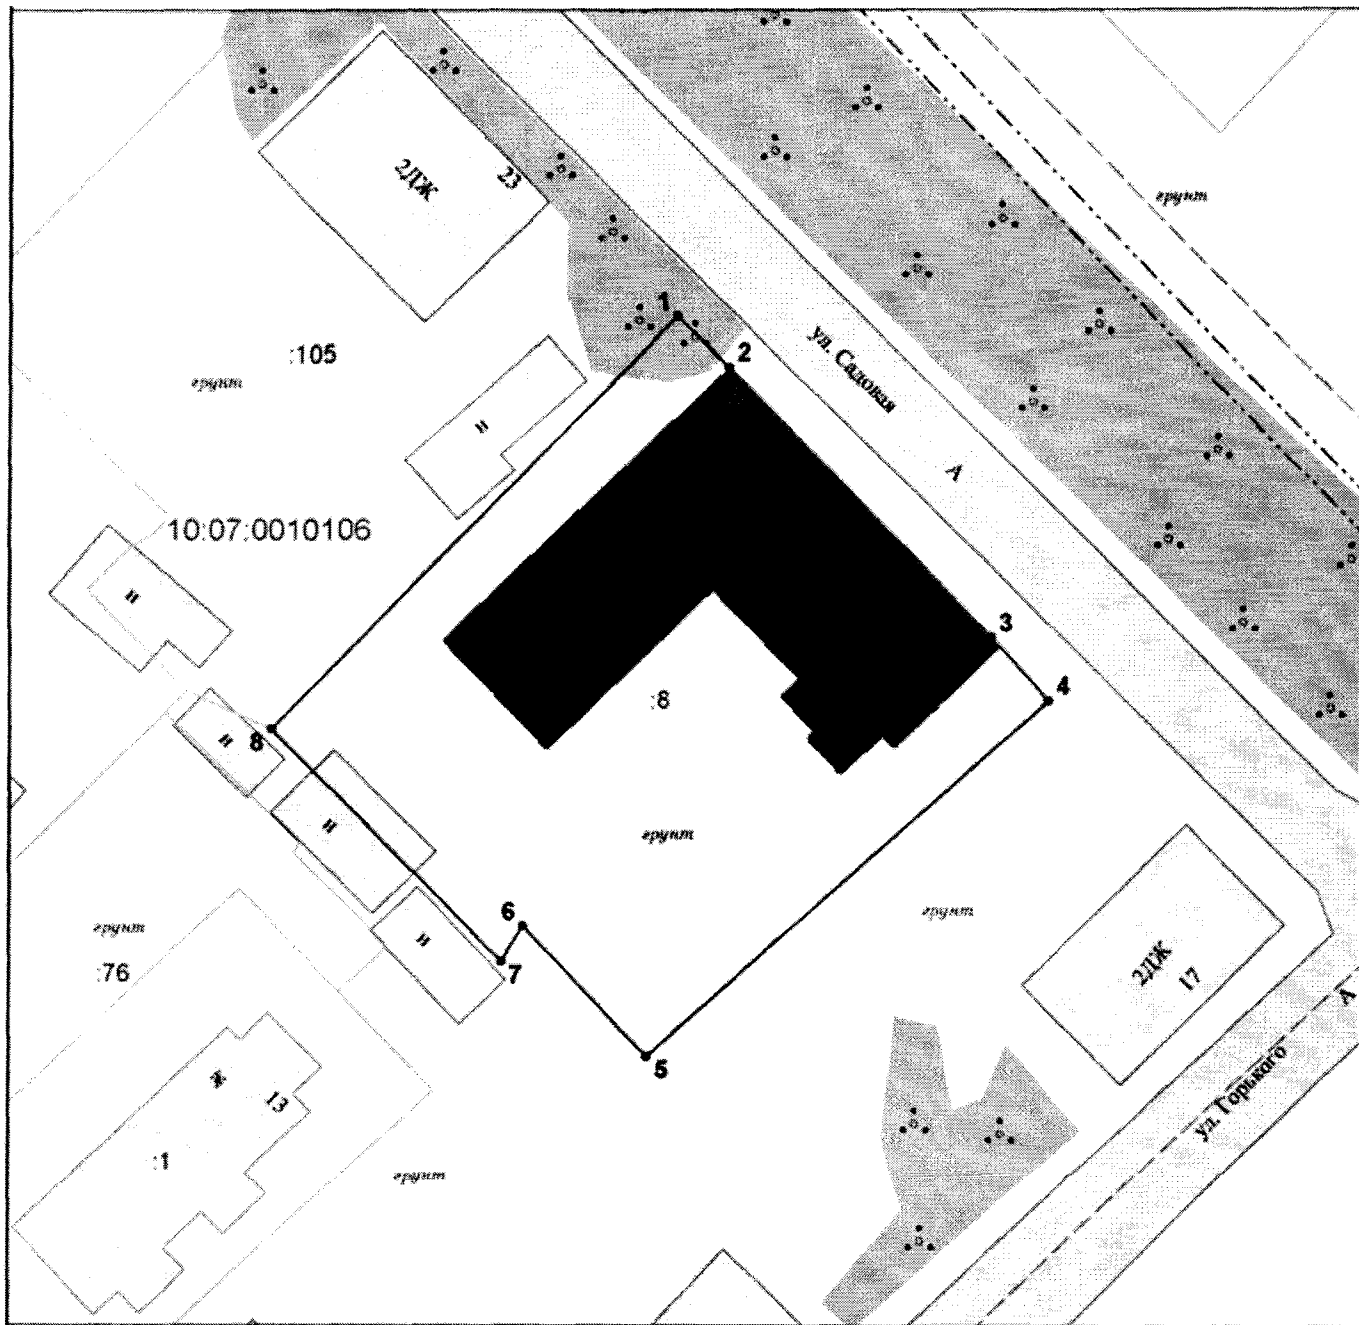 23
2ДЖ
грунт
1
2
:105
грунт
ул. Садовая
А
н
10:07:0010106
н
3
4
:8
8
н
н
грунт
6
7
н
грунт
грунт
:76
2ДЖ
17
А
5
ул. Горького
ж
13
:1
грунт